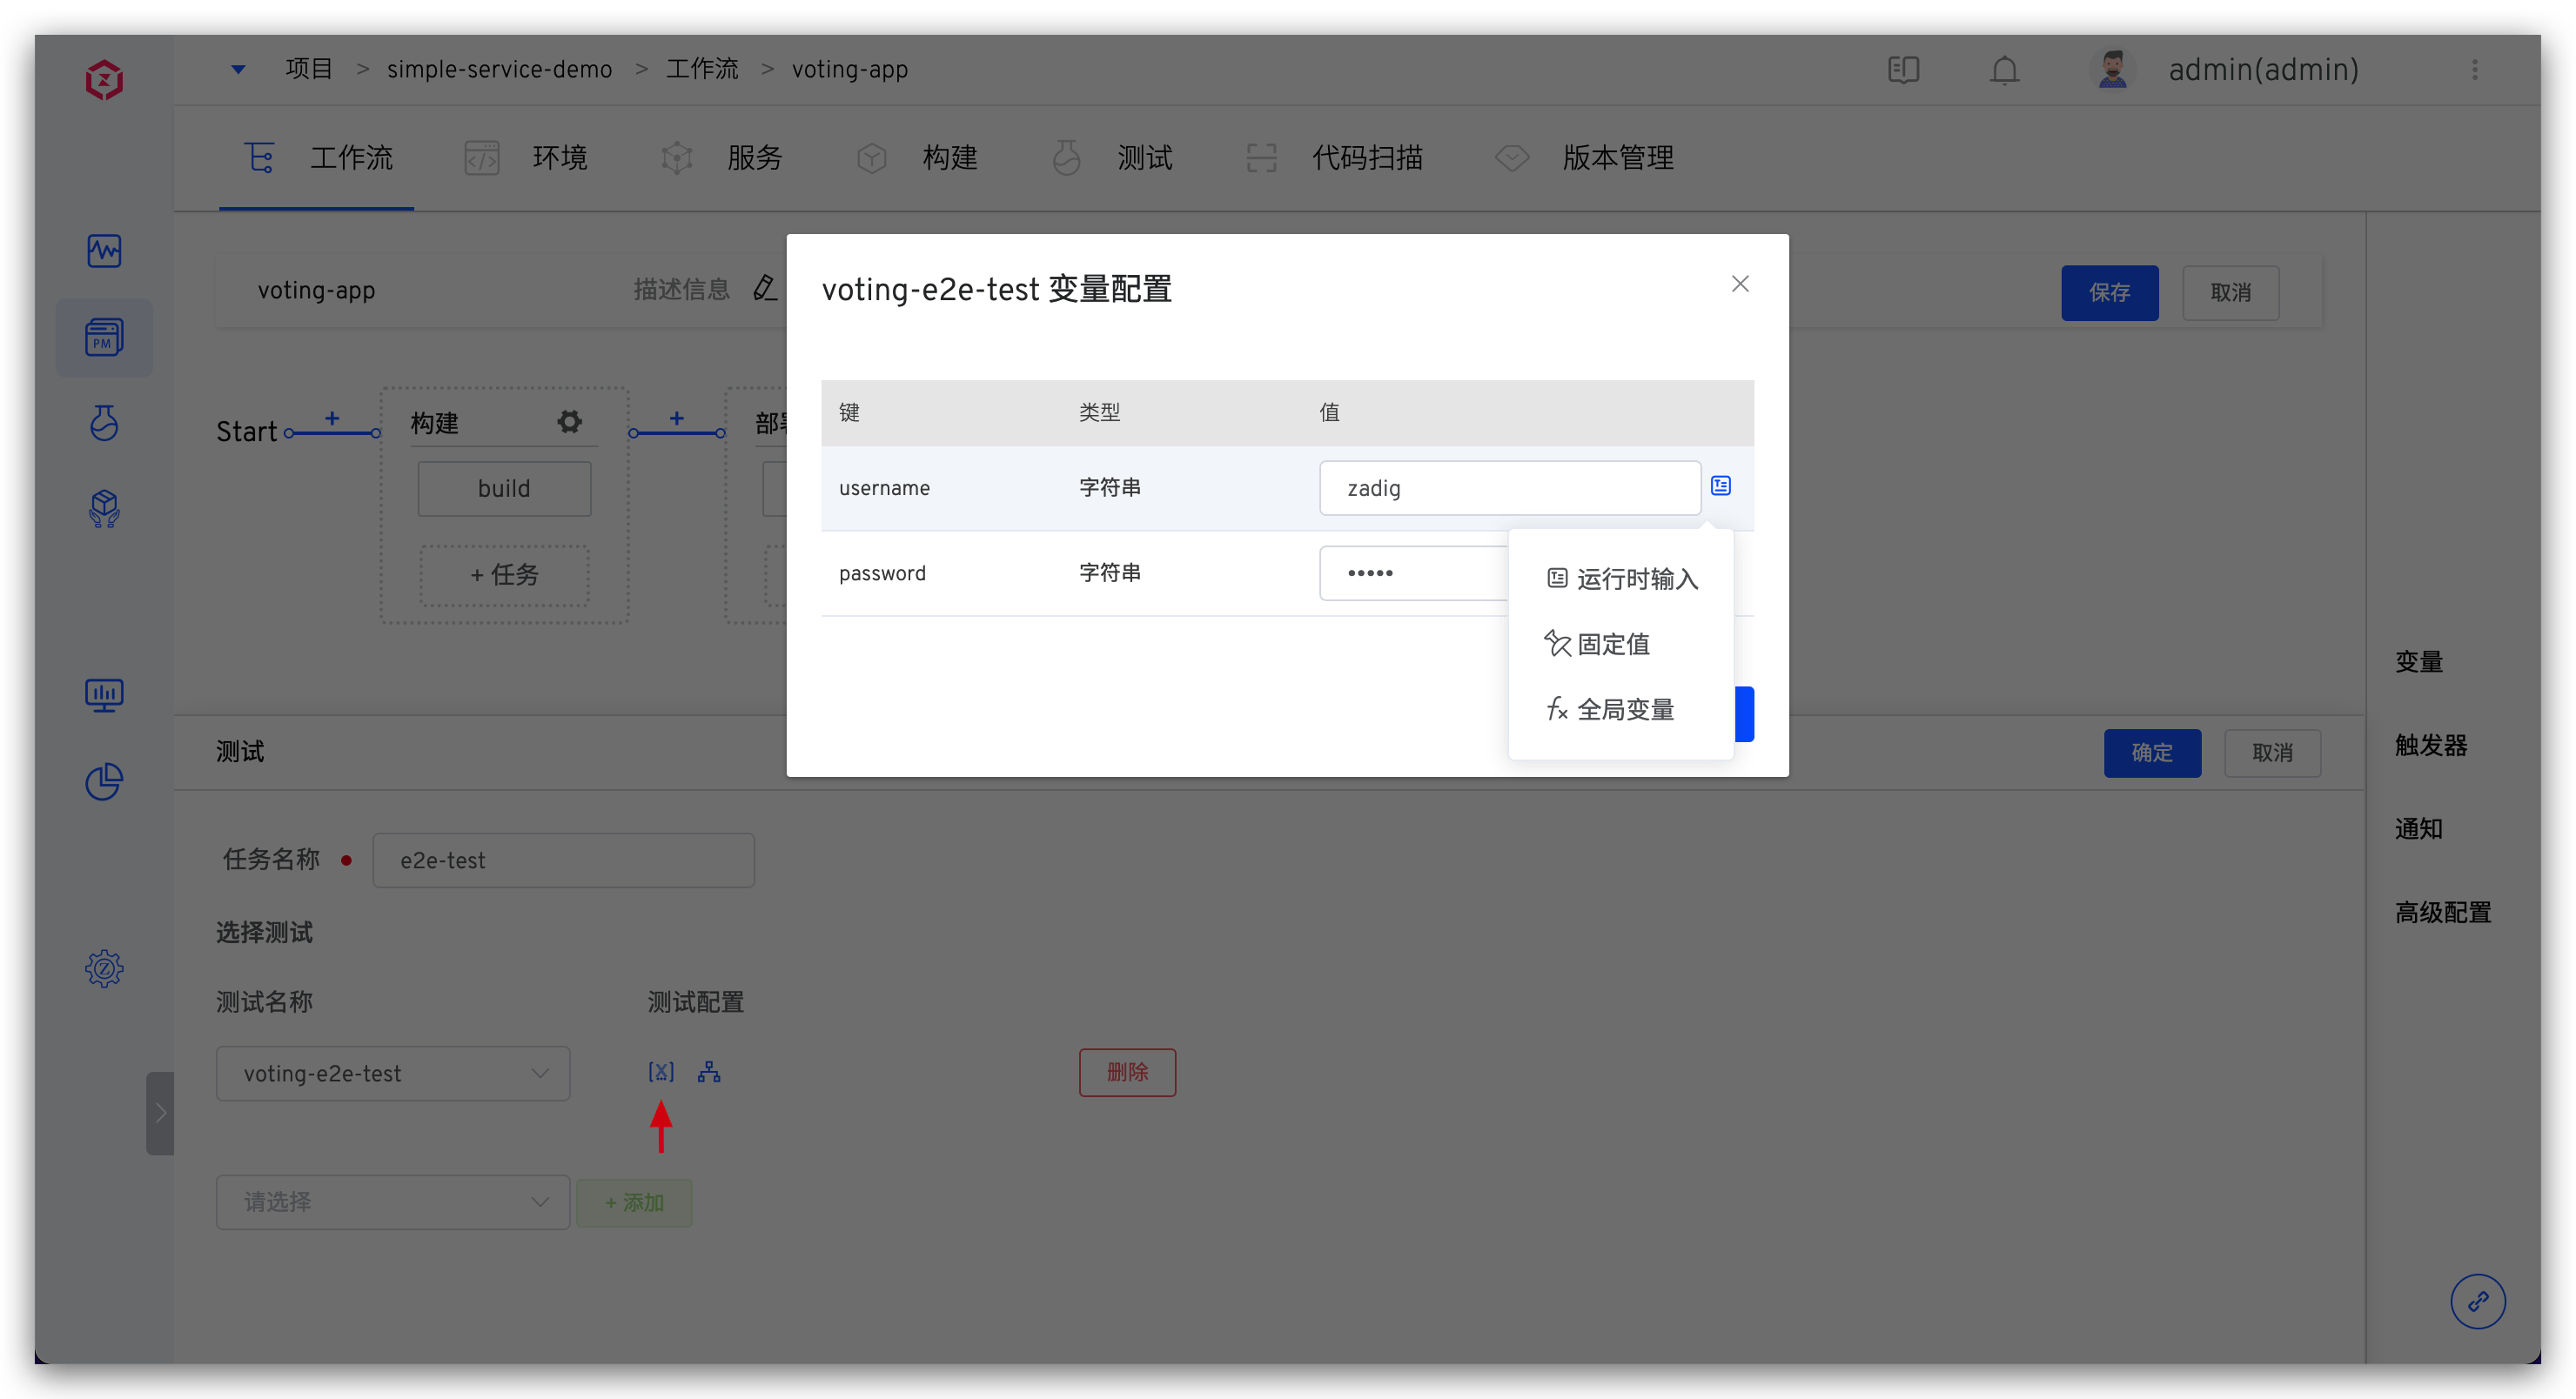 项目 > simple-service-demo > 工作流 > voting-app
admin(admin)
工作流 环境 服务 构建 测试 代码扫描 版本管理
PM
voting-app 描述信息
保存 取消
Start
+
构建
build
+ 任务
+
voting-e2e-test 变量配置
键 类型 值
username 字符串 zadig
password 字符串 •••••
运行时输入
固定值
全局变量
变量
触发器
通知
高级配置
测试
确定 取消
任务名称 e2e-test
选择测试
测试名称 测试配置
voting-e2e-test 删除
请选择 + 添加